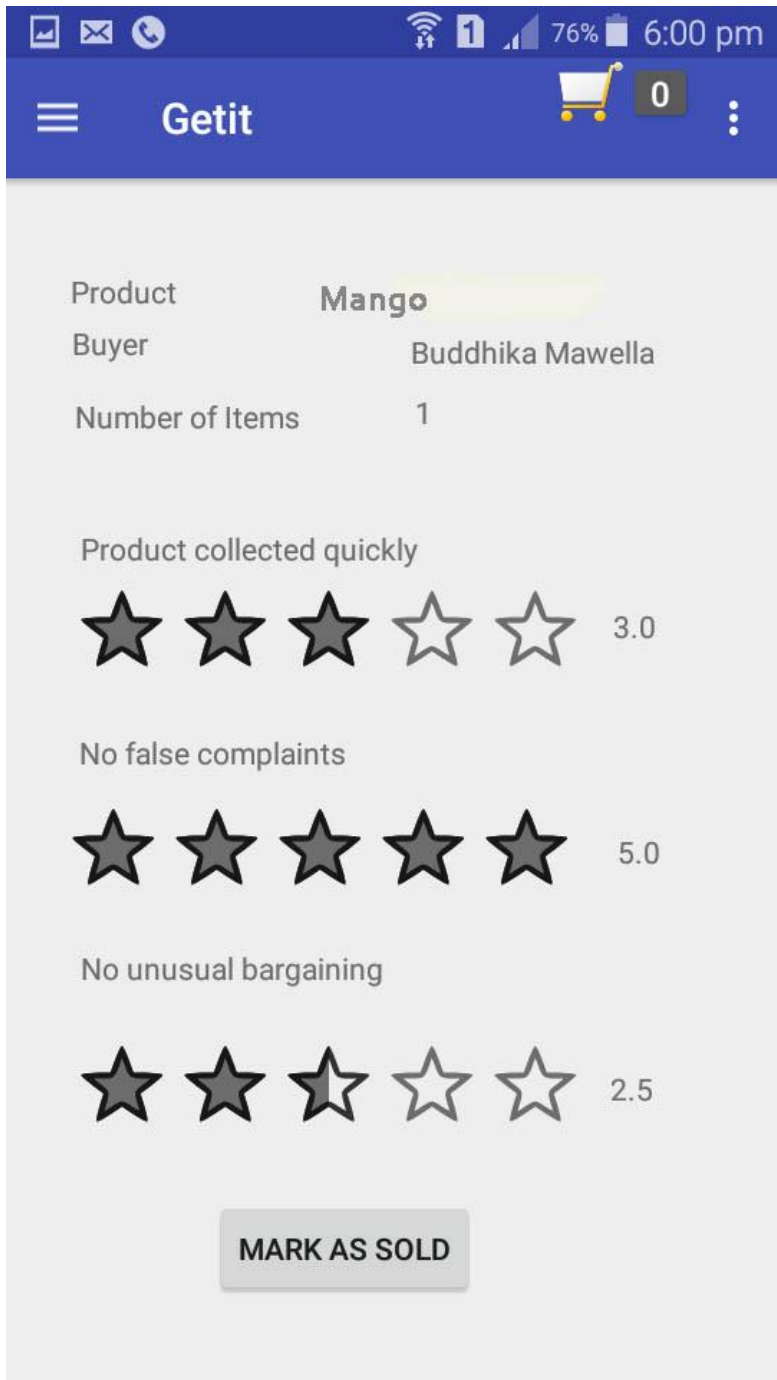 1 76% 6:00 pm
Getit 0
Product Mango
Buyer Buddhika Mawella
Number of Items 1
Product collected quickly
3.0
No false complaints
5.0
No unusual bargaining
2.5
MARK AS SOLD